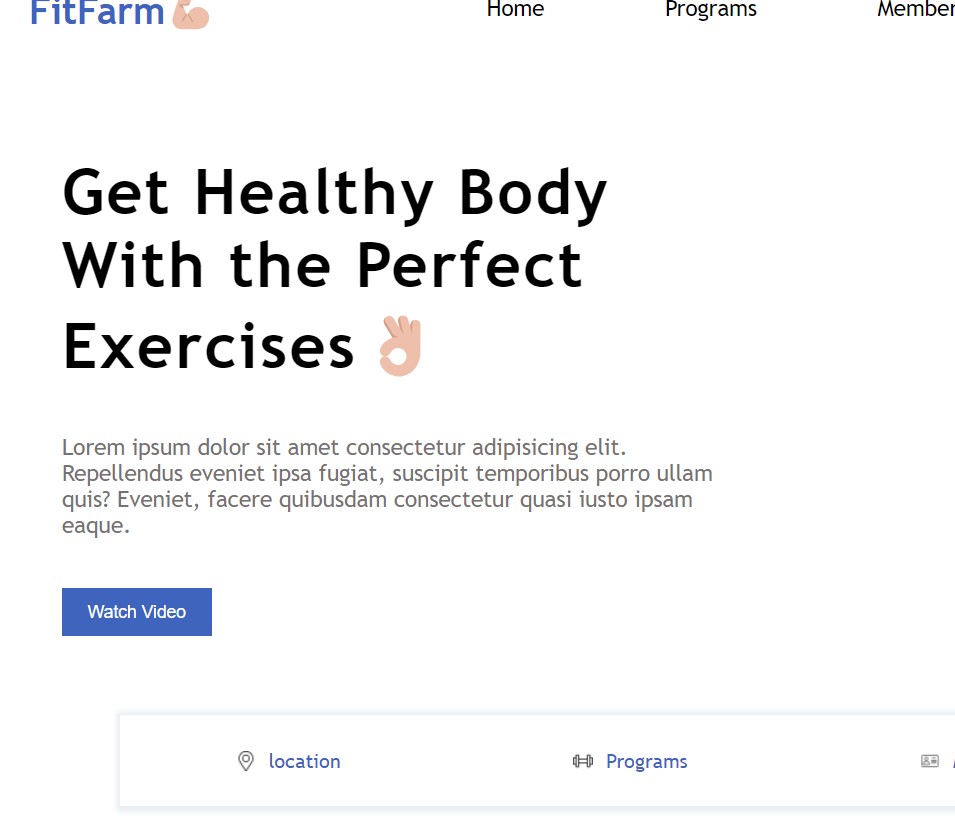 FitFarm💪🏼
Home Programs Member
Get Healthy Body
With the Perfect
Exercises 👌🏼
Lorem ipsum dolor sit amet consectetur adipisicing elit.
Repellendus eveniet ipsa fugiat, suscipit temporibus porro ullam
quis? Eveniet, facere quibusdam consectetur quasi iusto ipsam
eaque.
Watch Video
location Programs